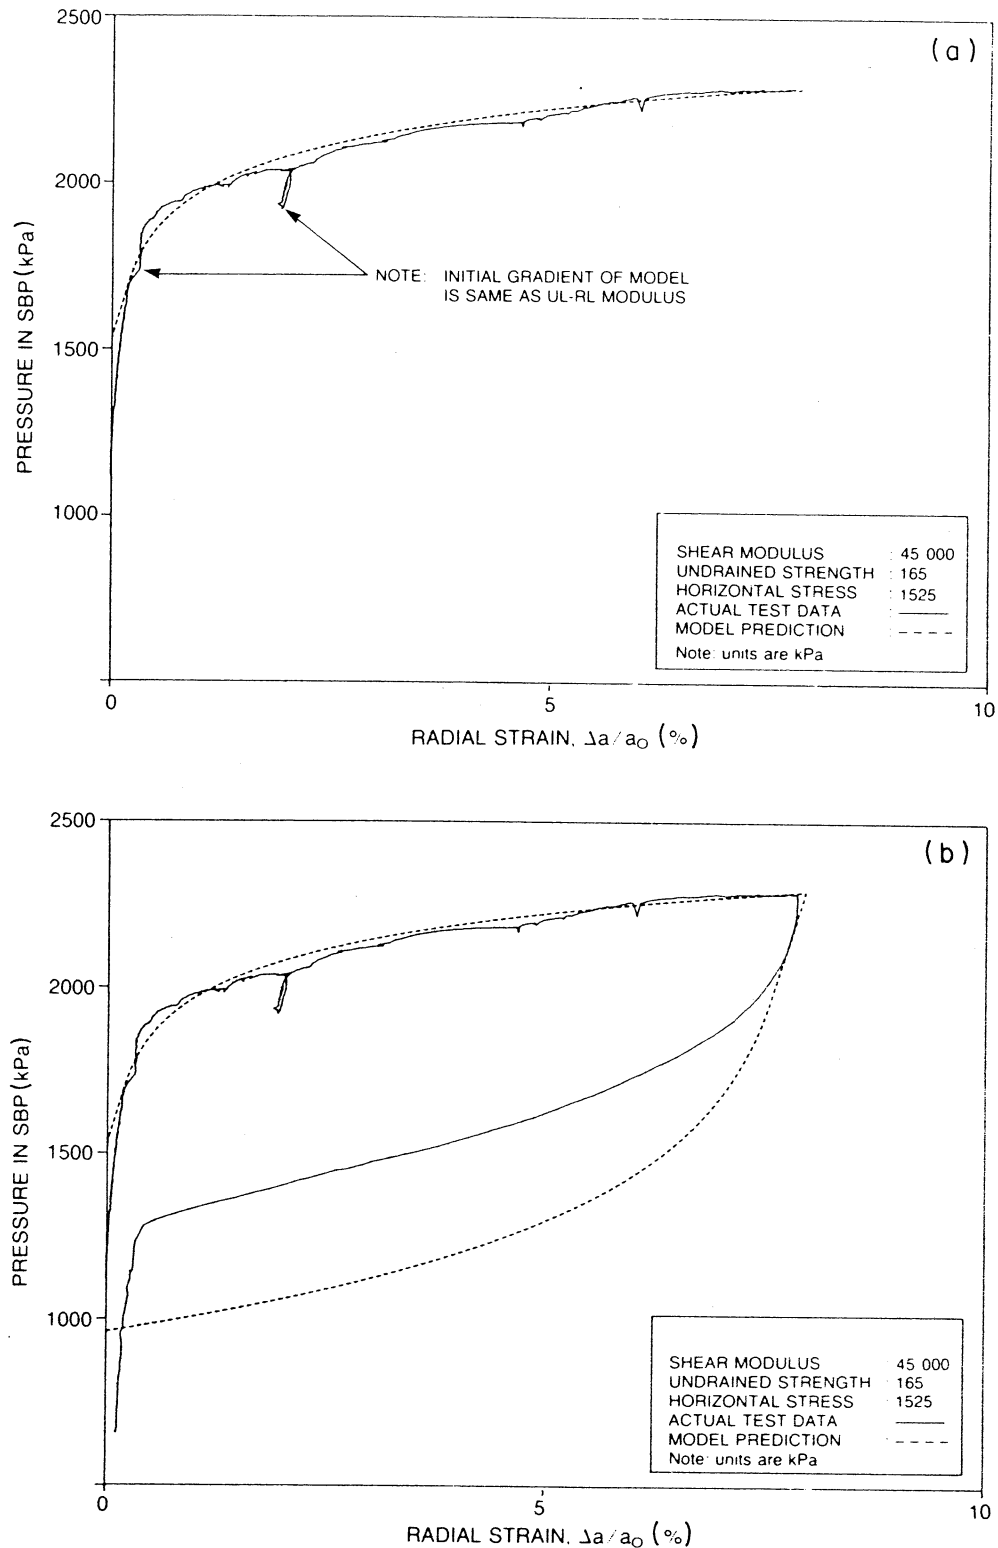 (a)
2500
2000
1500
1000
PRESSURE IN SBP (kPa)
NOTE: INITIAL GRADIENT OF MODEL
IS SAME AS UL-RL MODULUS
SHEAR MODULUS : 45 000
UNDRAINED STRENGTH : 165
HORIZONTAL STRESS : 1525
ACTUAL TEST DATA :
MODEL PREDICTION :
Note: units are kPa
0 5 10
RADIAL STRAIN, Δa/aO (%)
(b)
2500
2000
1500
1000
PRESSURE IN SBP (kPa)
SHEAR MODULUS : 45 000
UNDRAINED STRENGTH : 165
HORIZONTAL STRESS : 1525
ACTUAL TEST DATA :
MODEL PREDICTION :
Note: units are kPa
0 5 10
RADIAL STRAIN, Δa/aO (%)